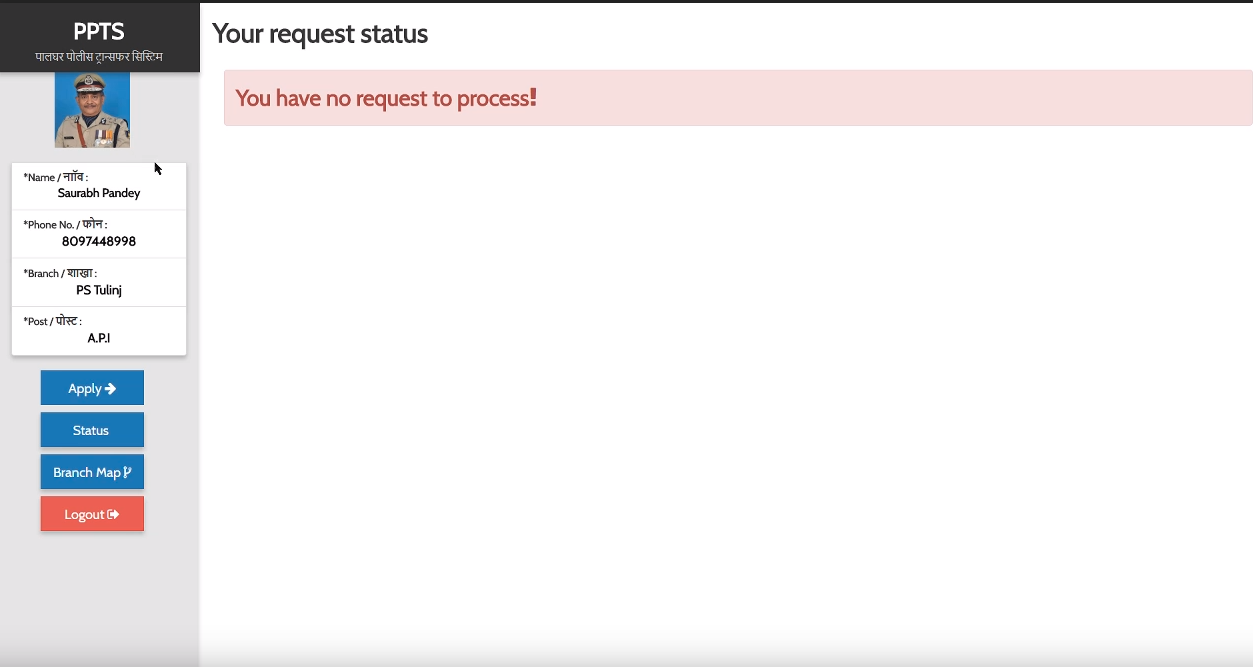 PPTS
पालघर पोलीस ट्रान्सफर सिस्टिम
*Name / नाॉव :
Saurabh Pandey
*Phone No. / फोन :
8097448998
*Branch / शाखा :
PS Tulinj
*Post / पोस्ट :
A.P.I
Apply
Status
Branch Map
Logout
Your request status
You have no request to process!